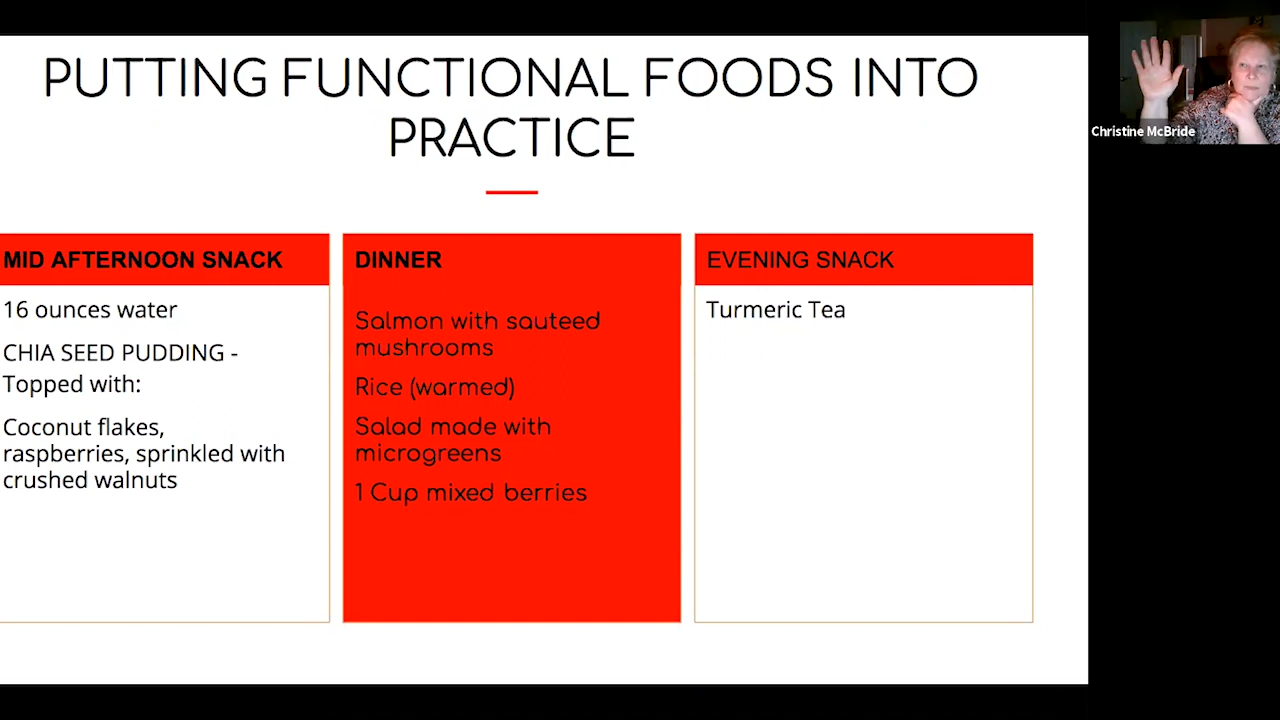 PUTTING FUNCTIONAL FOODS INTO
PRACTICE
MID AFTERNOON SNACK
16 ounces water
CHIA SEED PUDDING -
Topped with:
Coconut flakes,
raspberries, sprinkled with
crushed walnuts
DINNER
Salmon with sauteed
mushrooms
Rice (warmed)
Salad made with
microgreens
1 Cup mixed berries
EVENING SNACK
Turmeric Tea
Christine McBride